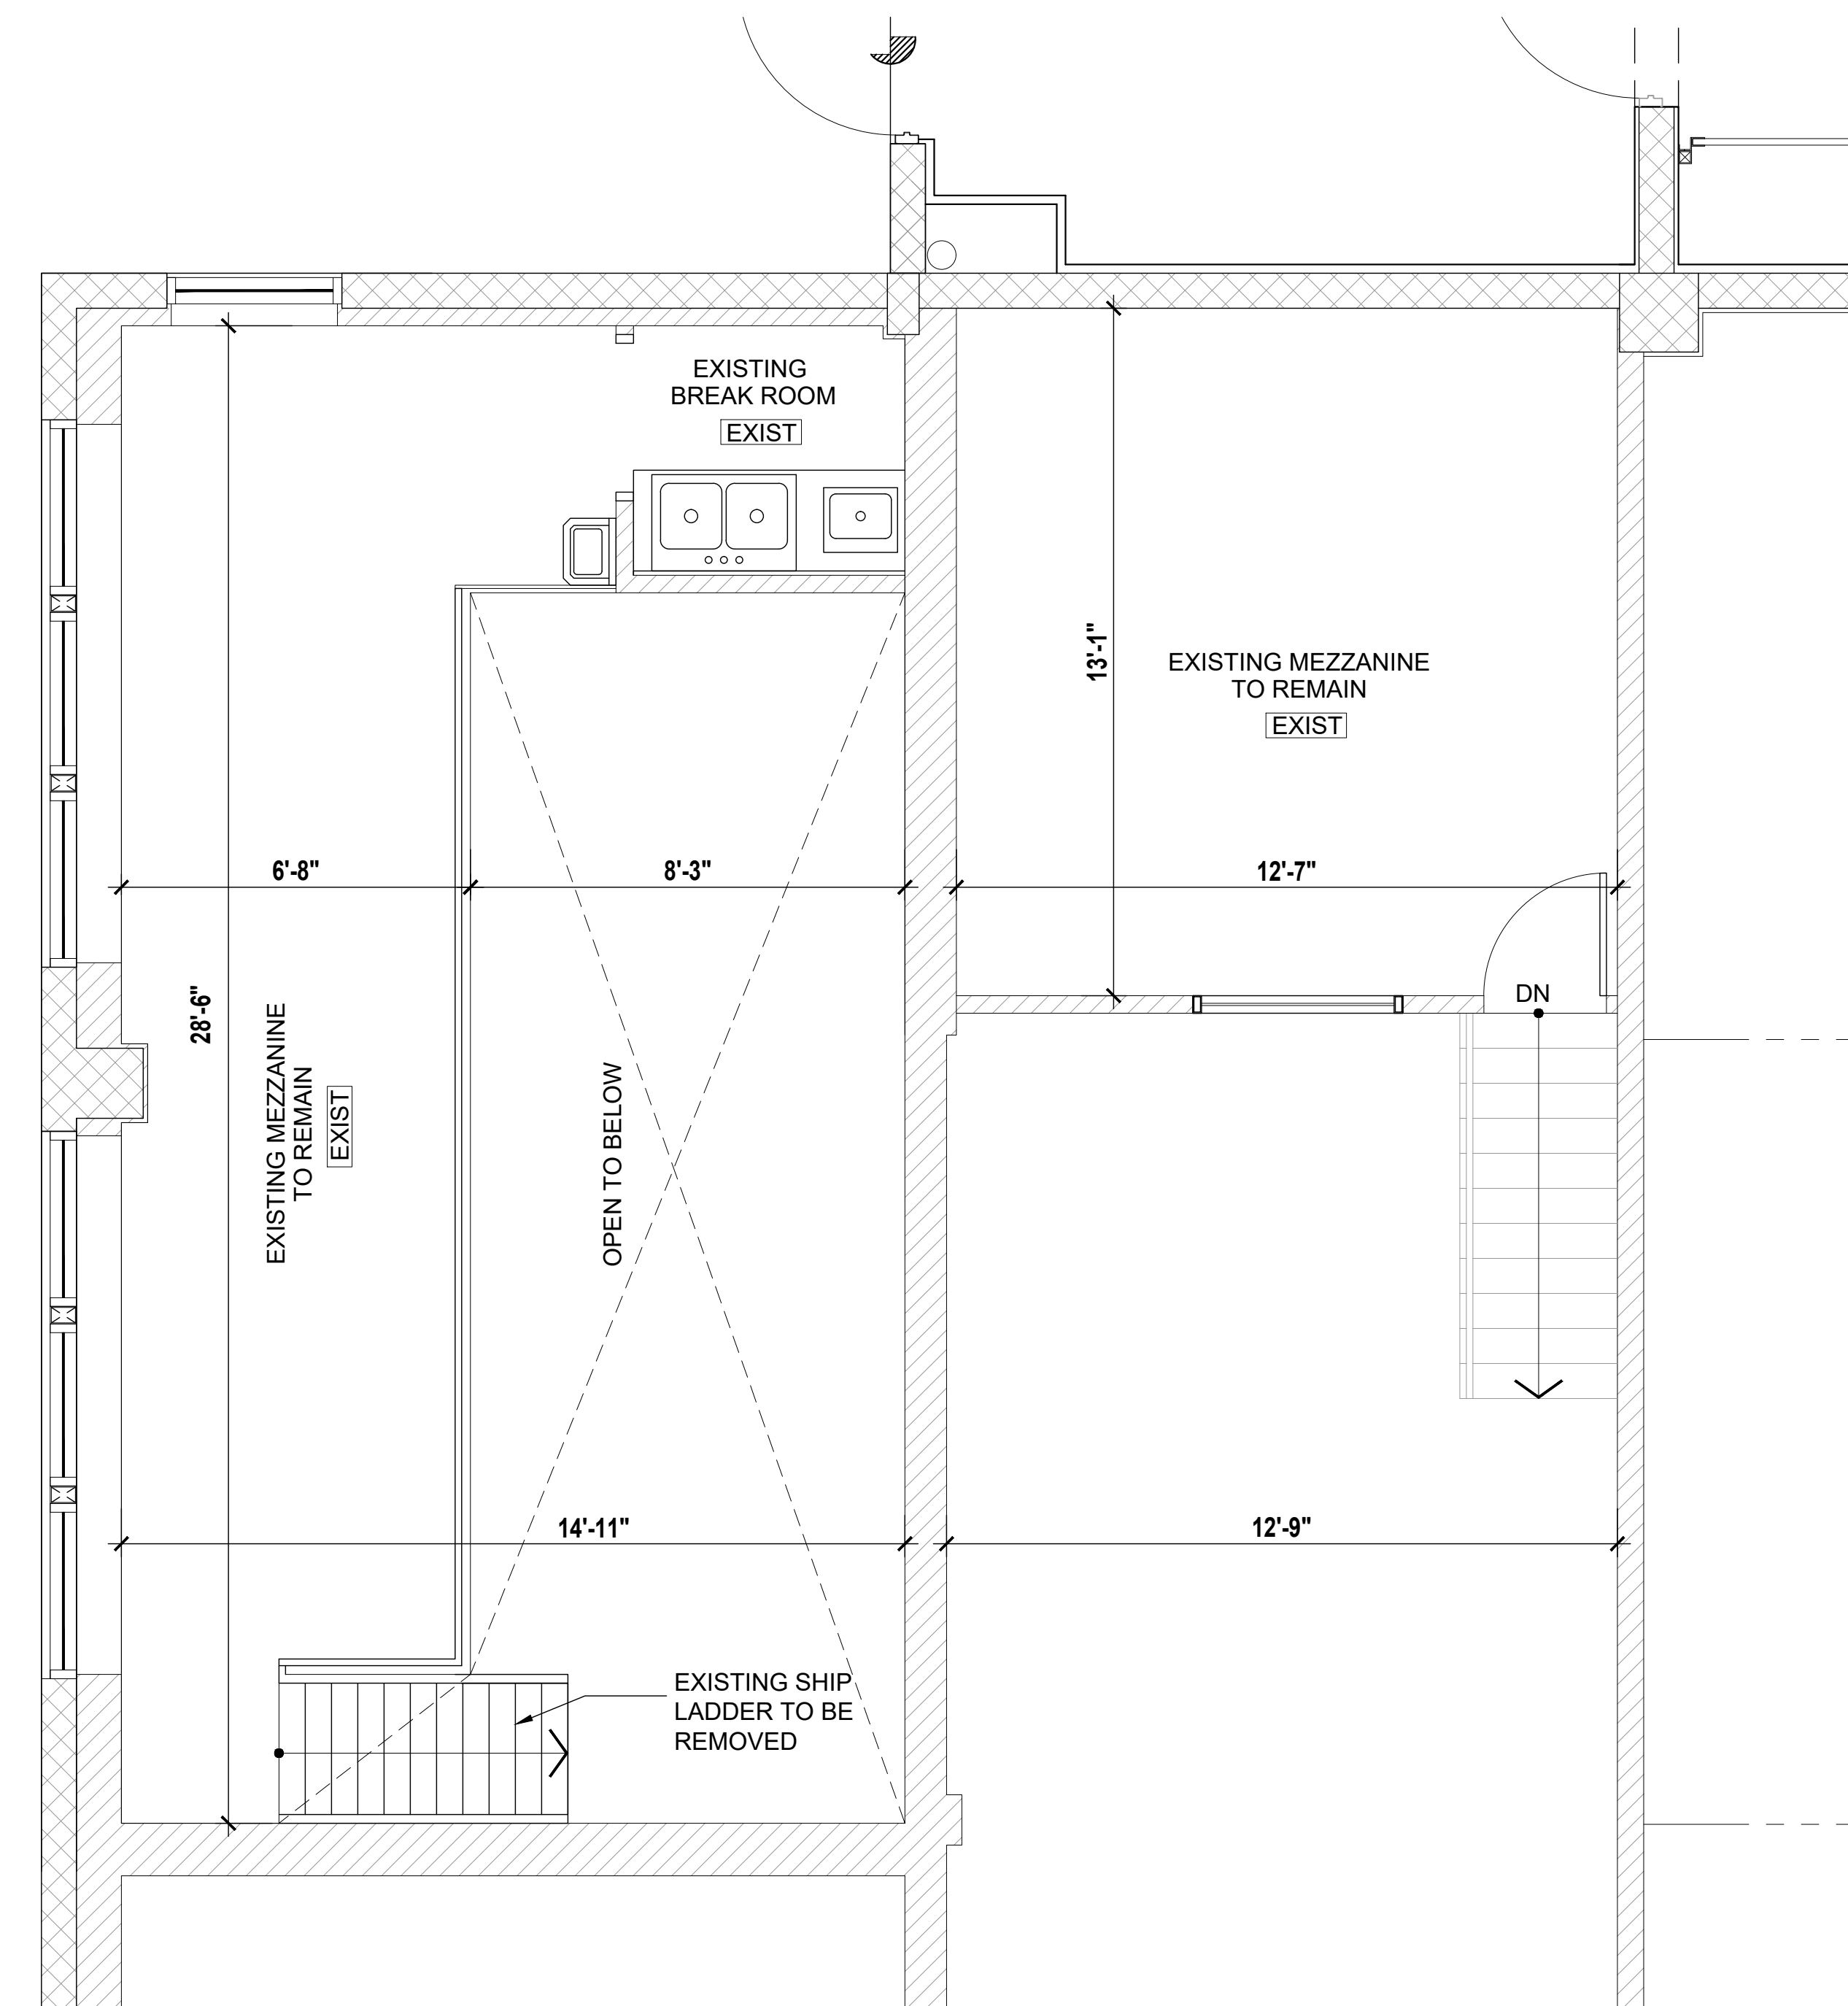 EXISTING
BREAK ROOM
EXIST
13'-1"
EXISTING MEZZANINE
TO REMAIN
EXIST
6'-8"
8'-3"
12'-7"
28'-6"
EXISTING MEZZANINE
TO REMAIN
EXIST
OPEN TO BELOW
DN
14'-11"
12'-9"
EXISTING SHIP
LADDER TO BE
REMOVED